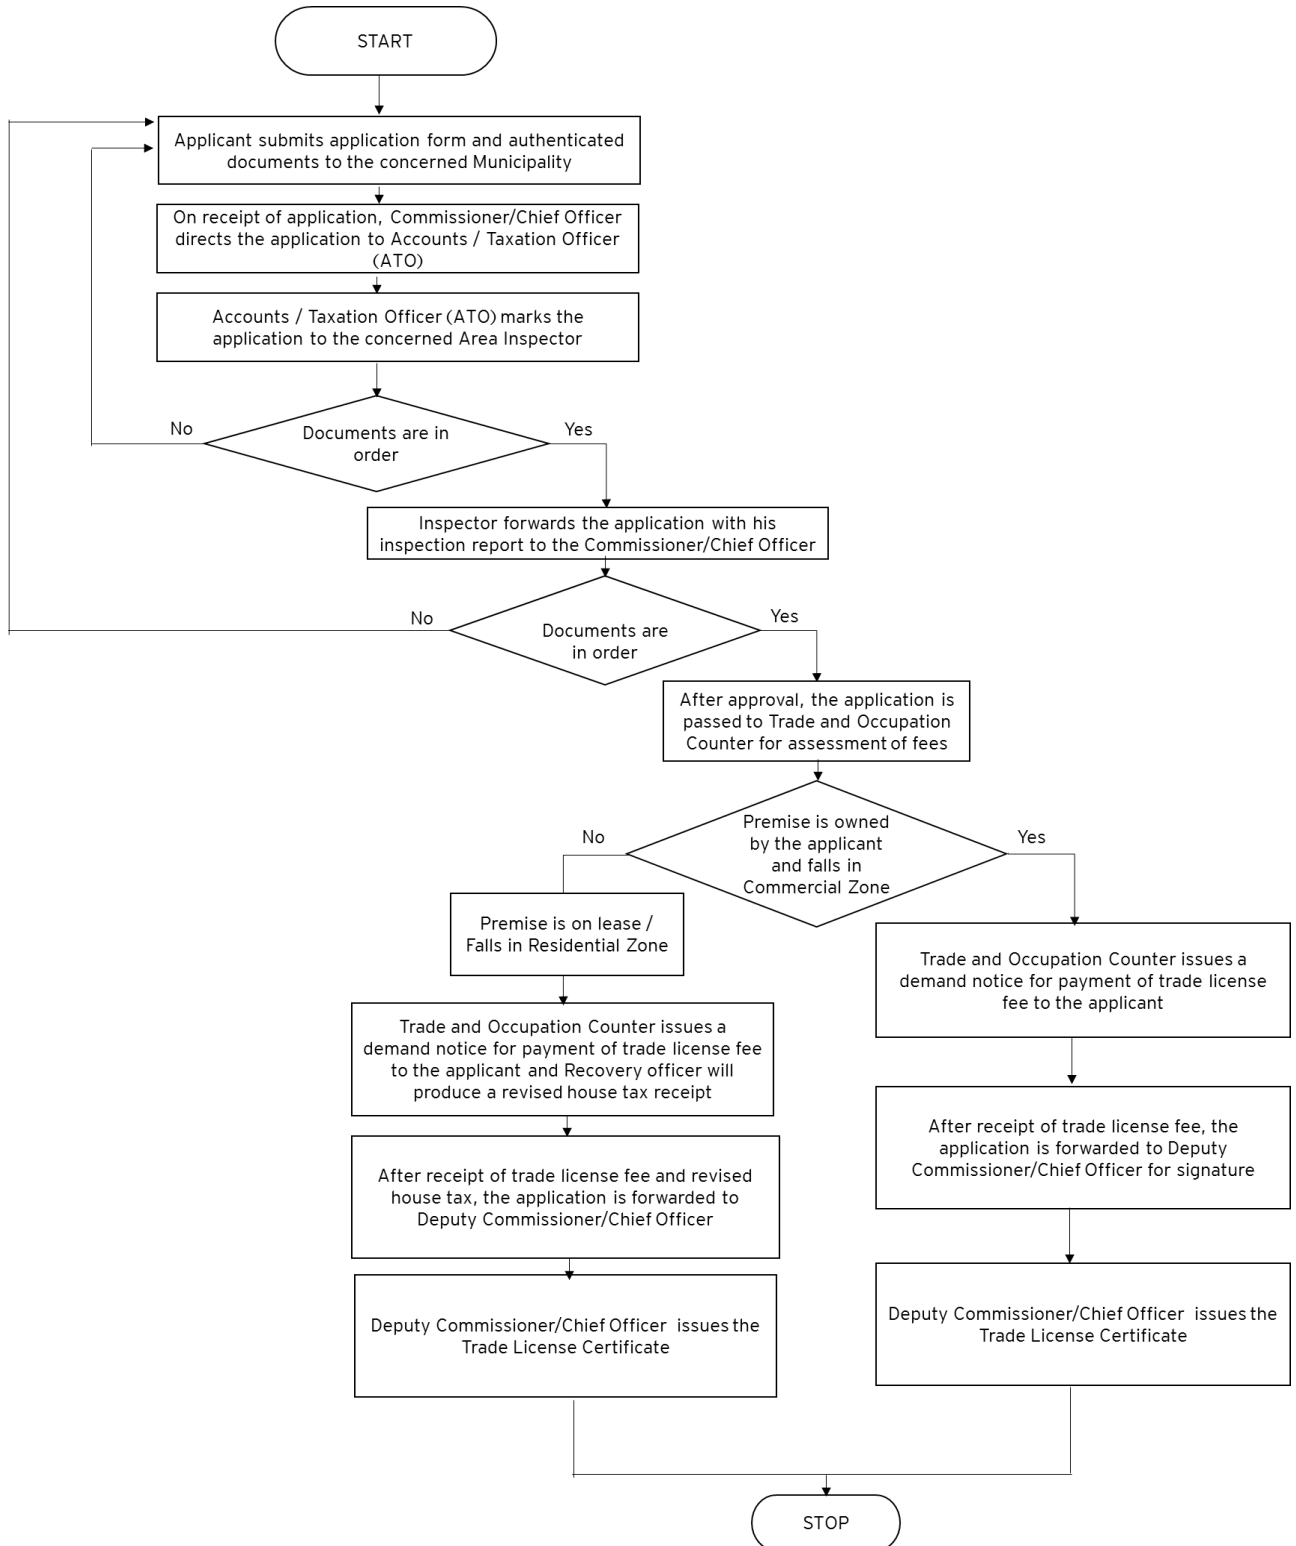 START
Applicant submits application form and authenticated
documents to the concerned Municipality
On receipt of application, Commissioner/Chief Officer
directs the application to Accounts / Taxation Officer
(ATO)
Accounts / Taxation Officer (ATO) marks the
application to the concerned Area Inspector
No
Documents are in
order
Yes
Inspector forwards the application with his
inspection report to the Commissioner/Chief Officer
No
Documents are
in order
Yes
After approval, the application is
passed to Trade and Occupation
Counter for assessment of fees
No
Premise is owned
by the applicant
and falls in
Commercial Zone
Yes
Premise is on lease /
Falls in Residential Zone
Trade and Occupation Counter issues a
demand notice for payment of trade license fee
to the applicant and Recovery officer will
produce a revised house tax receipt
After receipt of trade license fee and revised
house tax, the application is forwarded to
Deputy Commissioner/Chief Officer
Deputy Commissioner/Chief Officer issues the
Trade License Certificate
Trade and Occupation Counter issues a
demand notice for payment of trade license
fee to the applicant
After receipt of trade license fee, the
application is forwarded to Deputy
Commissioner/Chief Officer for signature
Deputy Commissioner/Chief Officer issues the
Trade License Certificate
STOP